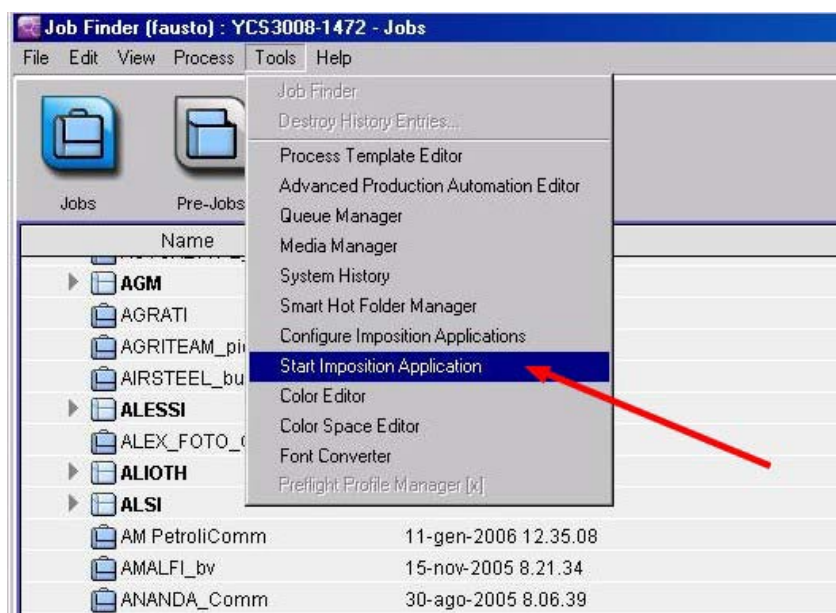 Job Finder (fausto) : YCS3008-1472 - Jobs
File Edit View Process Tools Help
Job Finder
Destroy History Entries...
Process Template Editor
Advanced Production Automation Editor
Queue Manager
Media Manager
System History
Smart Hot Folder Manager
Configure Imposition Applications
Start Imposition Application
Color Editor
Color Space Editor
Font Converter
Preflight Profile Manager [x]
Jobs Pre-Jobs
Name
AGM
AGRATI
AGRITEAM_pi
AIRSTEEL_bu
ALESSI
ALEX_FOTO_
ALIOTH
ALSI
AM PetroliComm 11-gen-2006 12.35.08
AMALFI_bv 15-nov-2005 8.21.34
ANANDA_Comm 30-ago-2005 8.06.39